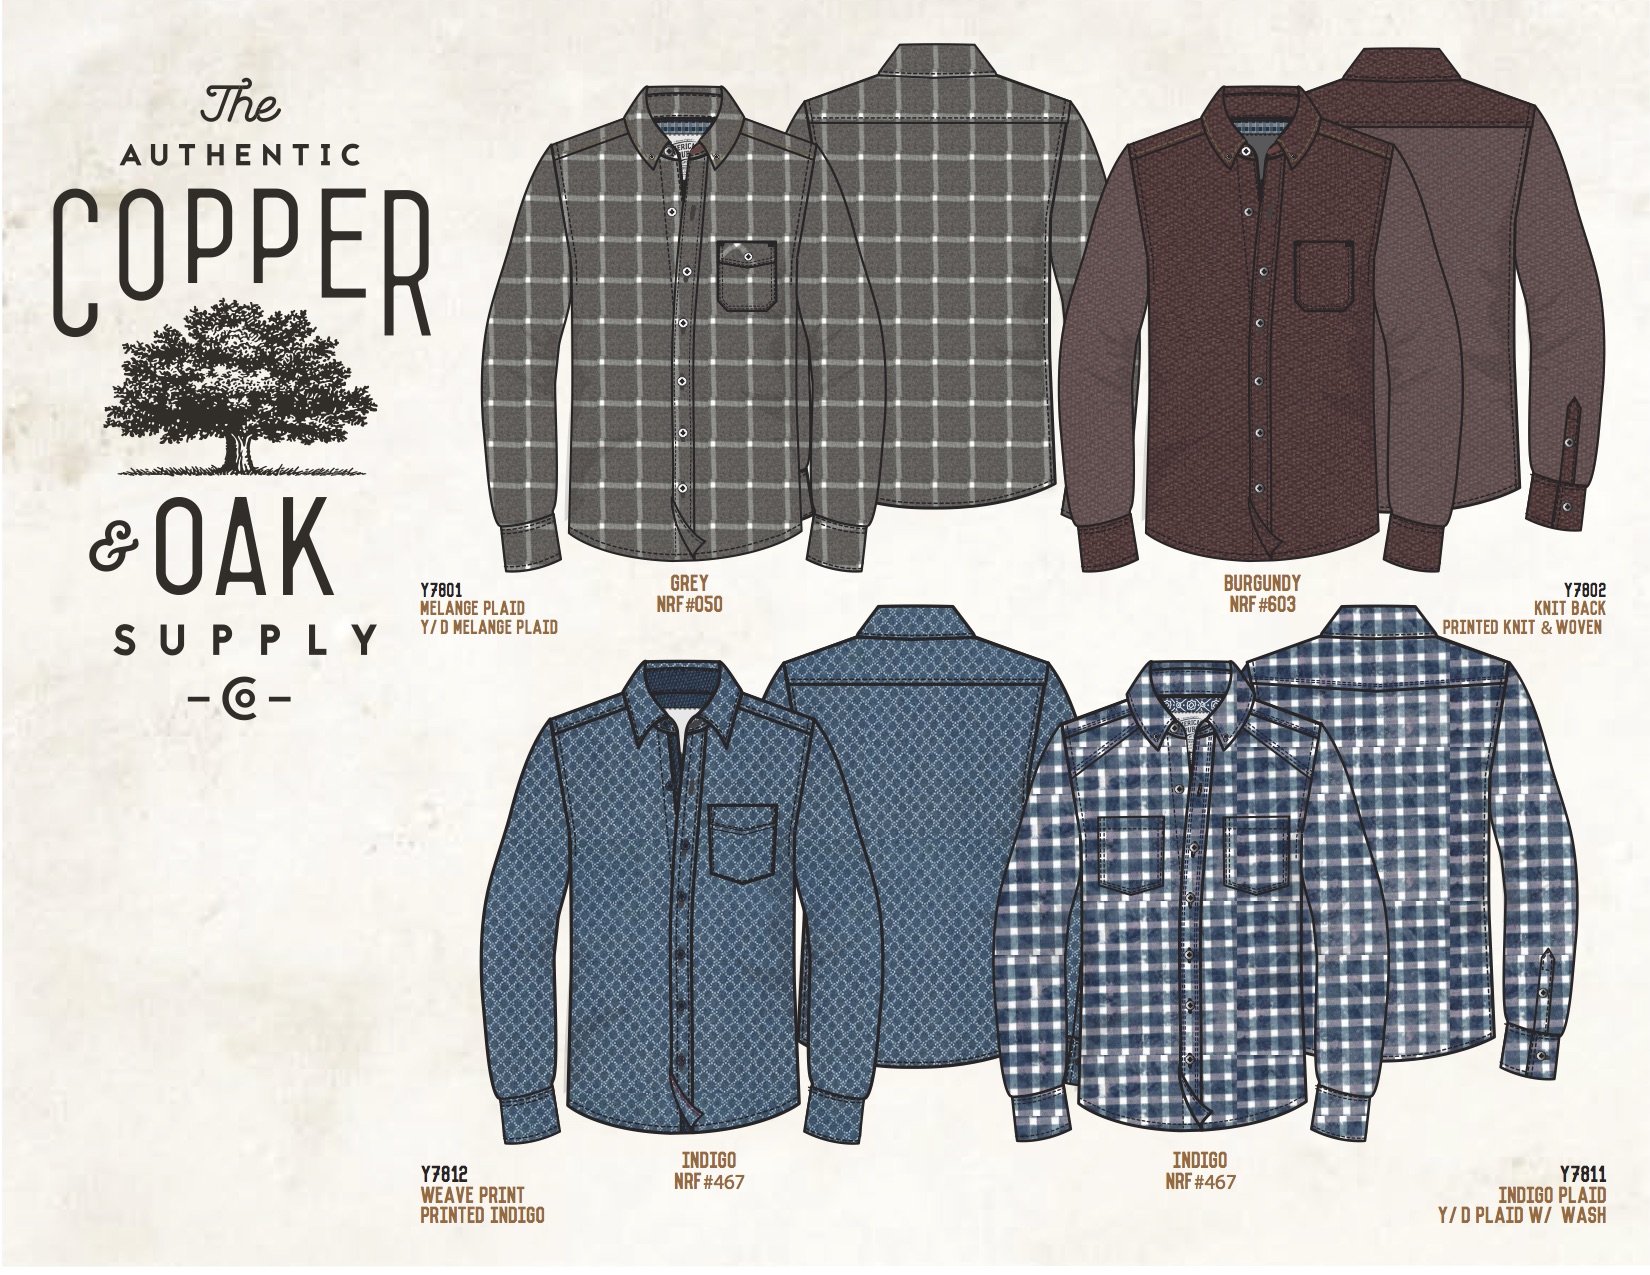 The
AUTHENTIC
COPPER
& OAK
SUPPLY
- Co -
GREY
NRF #050
Y7801
MELANGE PLAID
Y/D MELANGE PLAID
BURGUNDY
NRF #603
Y7802
KNIT BACK
PRINTED KNIT & WOVEN
INDIGO
NRF #467
Y7812
WEAVE PRINT
PRINTED INDIGO
INDIGO
NRF #467
Y7811
INDIGO PLAID
Y/D PLAID W/ WASH